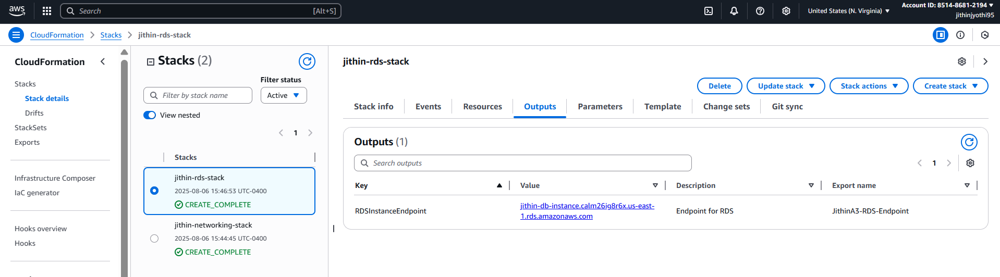 aws
Search [Alt+S]
United States (N. Virginia)
Account ID: 8514-8681-2194
jithinjyothi95
CloudFormation > Stacks > jithin-rds-stack
CloudFormation
Stacks
Stack details
Drifts
StackSets
Exports
Infrastructure Composer
IaC generator
Hooks overview
Hooks
Stacks (2)
Filter status
Filter by stack name
Active
View nested
1
Stacks
jithin-rds-stack
2025-08-06 15:46:53 UTC-0400
CREATE_COMPLETE
jithin-networking-stack
2025-08-06 15:44:45 UTC-0400
CREATE_COMPLETE
jithin-rds-stack
Delete Update stack Stack actions Create stack
Stack info Events Resources Outputs Parameters Template Change sets Git sync
Outputs (1)
Search outputs
1
Key Value Description Export name
RDSInstanceEndpoint jithin-db-instance.calm26ig8r6x.us-east-
1.rds.amazonaws.com Endpoint for RDS JithinA3-RDS-Endpoint